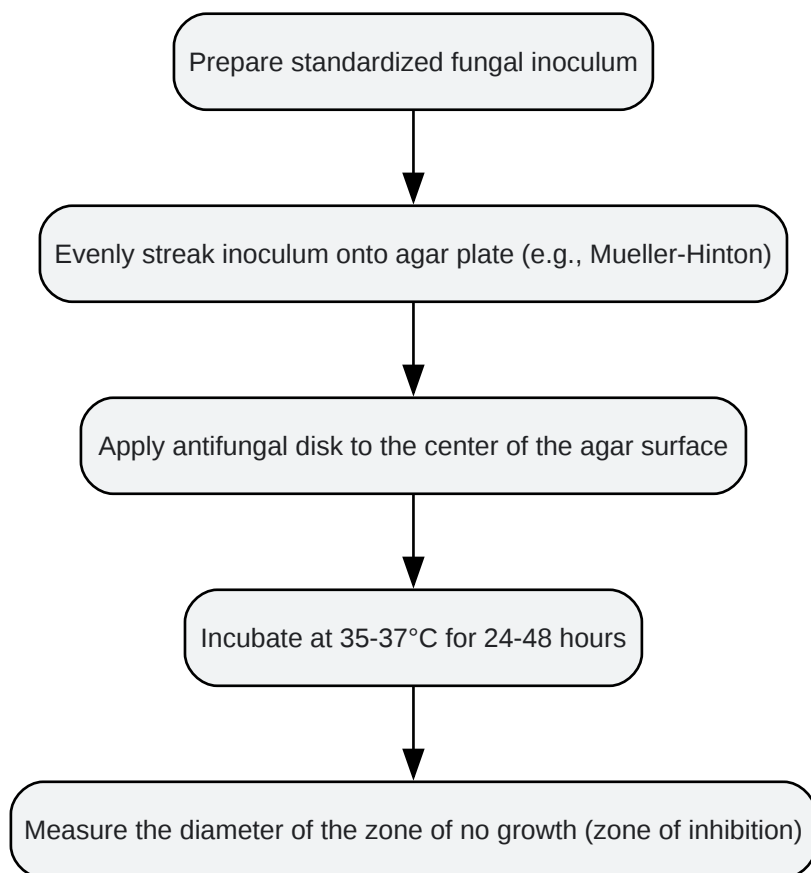 Prepare standardized fungal inoculum
Evenly streak inoculum onto agar plate (e.g., Mueller-Hinton)
Apply antifungal disk to the center of the agar surface
Incubate at 35-37°C for 24-48 hours
Measure the diameter of the zone of no growth (zone of inhibition)